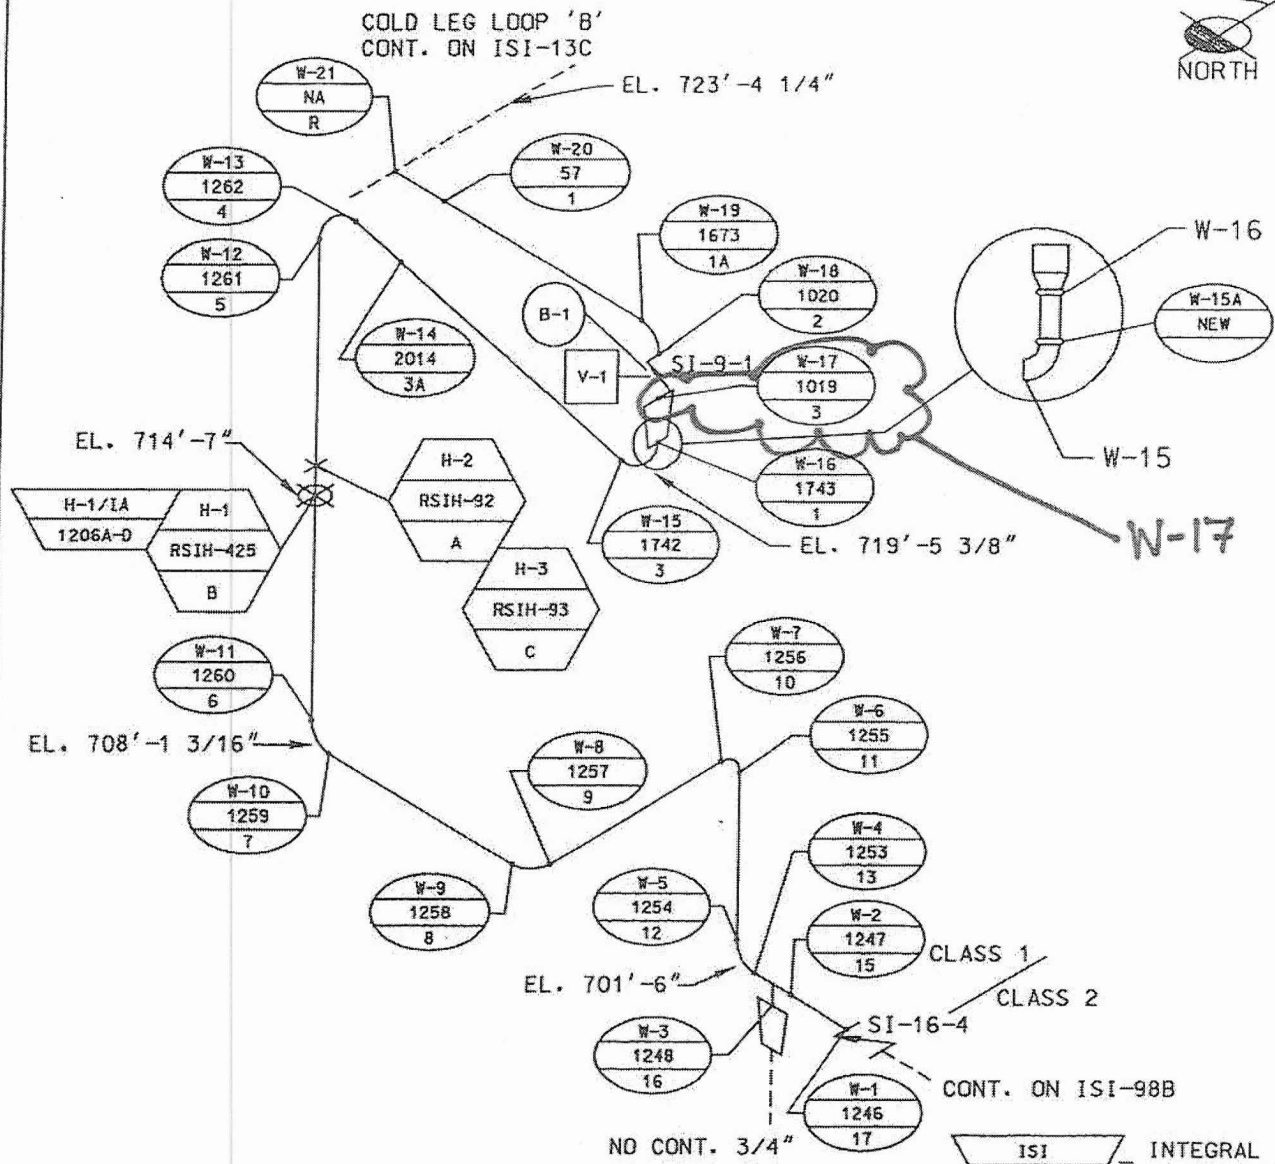 COLD LEG LOOP 'B'
CONT. ON ISI-13C
NORTH
W-21
NA
R
EL. 723'-4 1/4"
W-20
57
1
W-13
1262
4
W-19
1673
1A
W-16
W-12
1261
5
W-18
1020
2
W-15A
NEW
B-1
W-14
2014
3A
SI-9-1
V-1
W-17
1019
3
EL. 714'-7"
W-15
H-2
RSIH-92
A
W-16
1743
1
H-1/IA
1206A-D
H-1
RSIH-425
B
W-15
1742
3
EL. 719'-5 3/8"
W-17
H-3
RSIH-93
C
W-11
1260
6
W-7
1256
10
W-6
1255
11
EL. 708'-1 3/16"
W-8
1257
9
W-10
1259
7
W-4
1253
13
W-9
1258
8
W-5
1254
12
W-2
1247
15
CLASS 1
CLASS 2
EL. 701'-6"
SI-16-4
W-3
1248
16
CONT. ON ISI-98B
W-1
1246
17
NO CONT. 3/4"
ISI
INTEGRAL